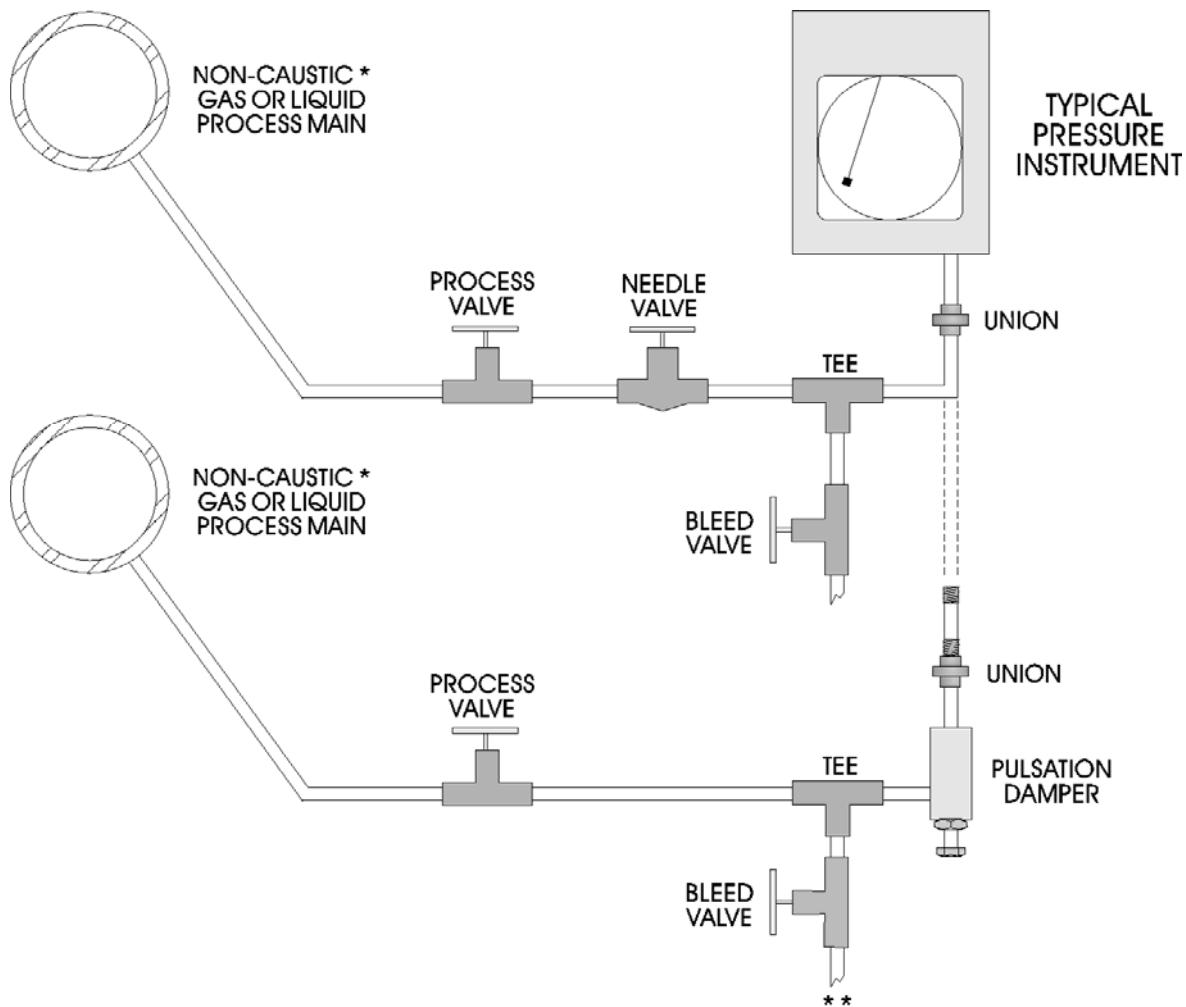 NON-CAUSTIC *
GAS OR LIQUID
PROCESS MAIN
TYPICAL
PRESSURE
INSTRUMENT
PROCESS
VALVE
NEEDLE
VALVE
UNION
TEE
BLEED
VALVE
NON-CAUSTIC *
GAS OR LIQUID
PROCESS MAIN
UNION
PROCESS
VALVE
TEE
PULSATION
DAMPER
BLEED
VALVE
* *